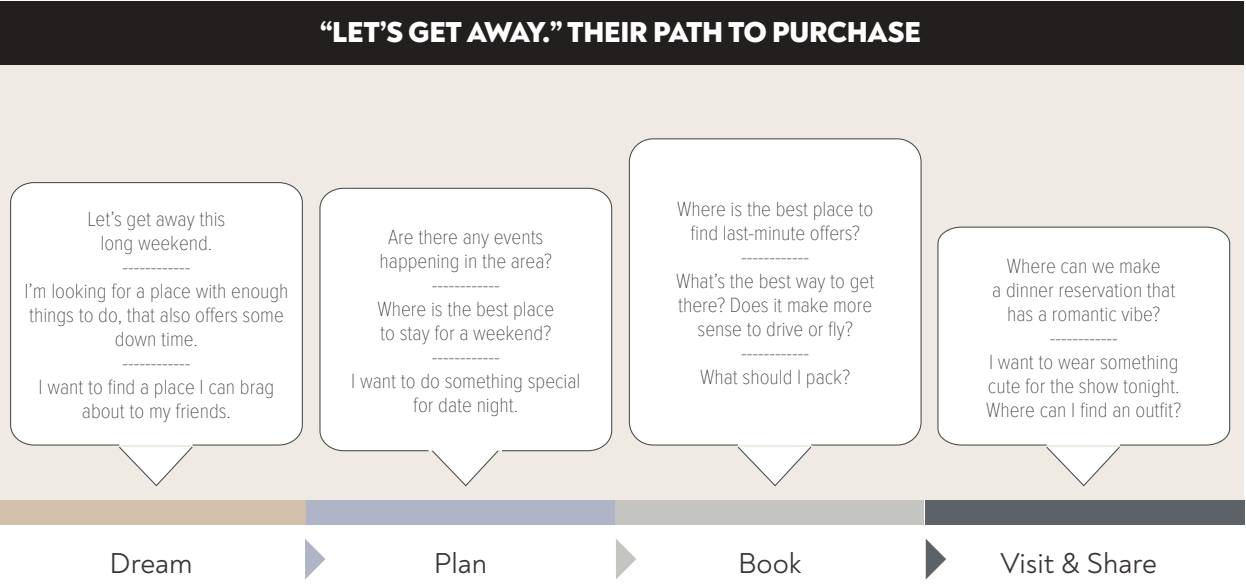 “LET’S GET AWAY.” THEIR PATH TO PURCHASE
Let’s get away this
long weekend.
------------
I’m looking for a place with enough
things to do, that also offers some
down time.
------------
I want to find a place I can brag
about to my friends.
Are there any events
happening in the area?
------------
Where is the best place
to stay for a weekend?
------------
I want to do something special
for date night.
Where is the best place to
find last-minute offers?
------------
What’s the best way to get
there? Does it make more
sense to drive or fly?
------------
What should I pack?
Where can we make
a dinner reservation that
has a romantic vibe?
------------
I want to wear something
cute for the show tonight.
Where can I find an outfit?
Dream
Plan
Book
Visit & Share